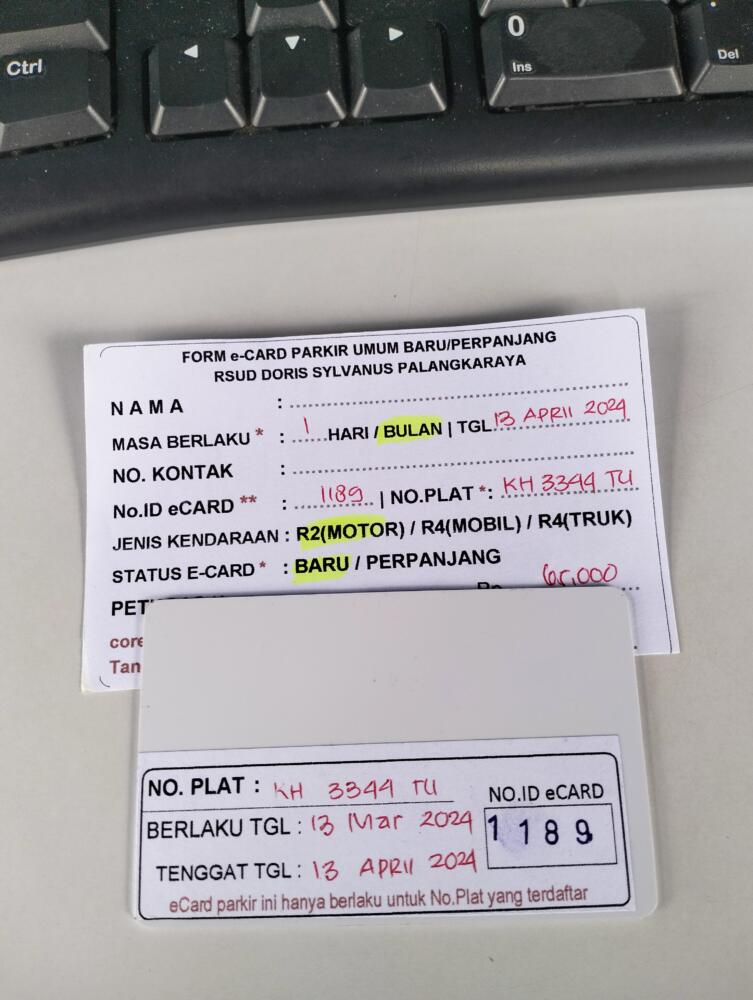 Ctrl
0
Ins
Del
FORM e-CARD PARKIR UMUM BARU/PERPANJANG
RSUD DORIS SYLVANUS PALANGKARAYA
N A M A :
MASA BERLAKU * : 1 HARI / BULAN | TGL 13 APRIL 2024
NO. KONTAK :
No.ID eCARD ** : 1189 | NO.PLAT *: KH 3344 TU
JENIS KENDARAAN : R2(MOTOR) / R4(MOBIL) / R4(TRUK)
STATUS E-CARD * : BARU / PERPANJANG
65,000
NO. PLAT : KH 3344 TU
NO.ID eCARD
BERLAKU TGL : 13 Mar 2024
1189
TENGGAT TGL : 13 APRIL 2024
eCard parkir ini hanya berlaku untuk No.Plat yang terdaftar